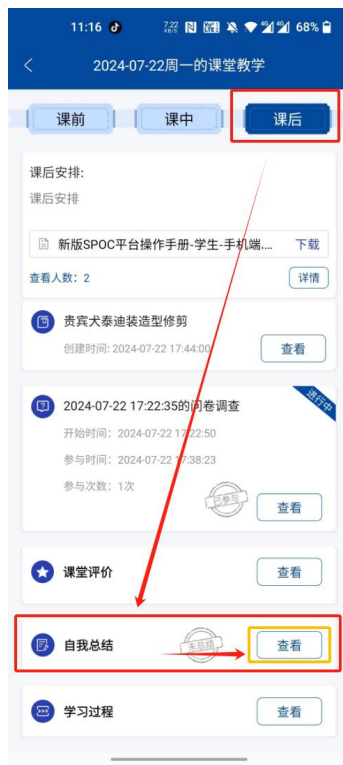 11:16 7.22 KB/S 4G 4G 68%
2024-07-22周一的课堂教学
课前 课中 课后
课后安排:
课后安排
新版SPOC平台操作手册-学生-手机端.... 下载
查看人数：2 详情
贵宾犬泰迪装造型修剪
创建时间: 2024-07-22 17:44:00 查看
进行中
2024-07-22 17:22:35的问卷调查
开始时间：2024-07-22 17:22:50
参与时间：2024-07-22 17:38:23
参与次数：1次 已参与 查看
课堂评价 查看
自我总结 未总结 查看
学习过程 查看